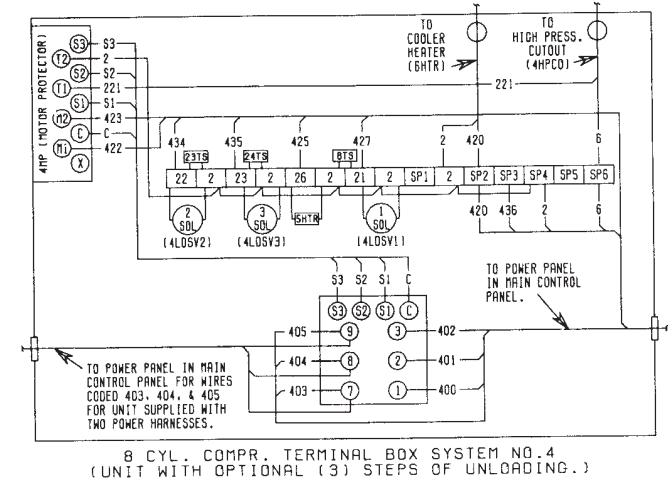 TO COOLER HEATER (6HTR)
TO HIGH PRESS. CUTOUT (4HPCO)
4MP (MOTOR PROTECTOR)
S3 S3
T2 2
S2 S2
T1 221
S1 S1
M2 423
C C
M1 422
X
221
434 435 425 427 2 420 6
23TS 24TS 8TS
22 2 23 2 26 2 21 2 SP1 2 SP2 SP3 SP4 SP5 SP6
2 SOL
3 SOL
5HTR
1 SOL
(4LDSV2) (4LDSV3) (4LDSV1)
420 436 2 6
S3 S2 S1 C
S3 S2 S1 C
405 9 3 402
404 8 2 401
403 7 1 400
TO POWER PANEL
IN MAIN CONTROL
PANEL.
TO POWER PANEL IN MAIN
CONTROL PANEL FOR WIRES
CODED 403, 404, & 405
FOR UNIT SUPPLIED WITH
TWO POWER HARNESSES.
8 CYL. COMPR. TERMINAL BOX SYSTEM NO.4
(UNIT WITH OPTIONAL (3) STEPS OF UNLOADING.)